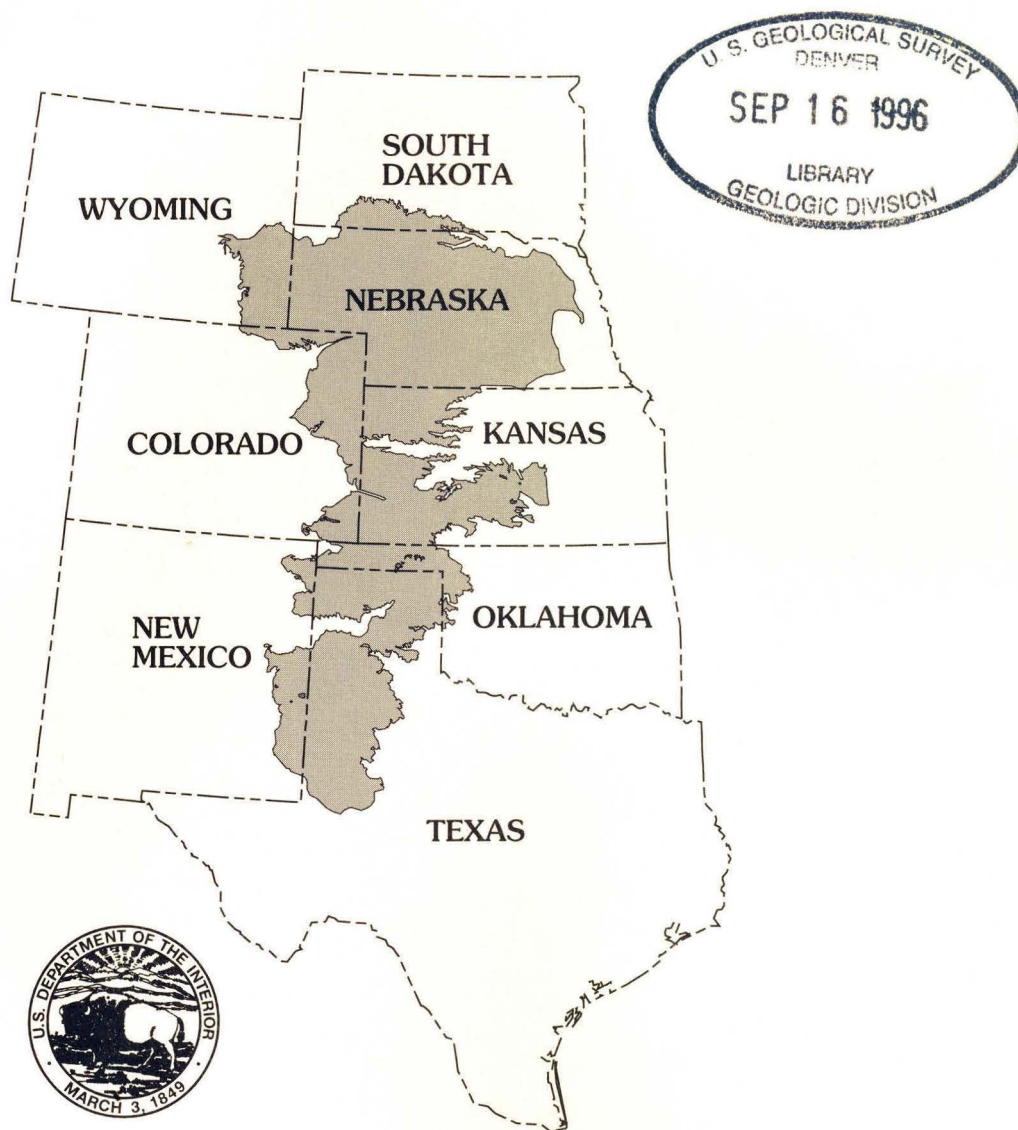 U. S. GEOLOGICAL SURVEY
DENVER
SEP 16 1996
LIBRARY
GEOLOGIC DIVISION
SOUTH
DAKOTA
WYOMING
NEBRASKA
COLORADO
KANSAS
NEW
MEXICO
OKLAHOMA
TEXAS
U.S. DEPARTMENT OF THE INTERIOR
MARCH 3, 1849